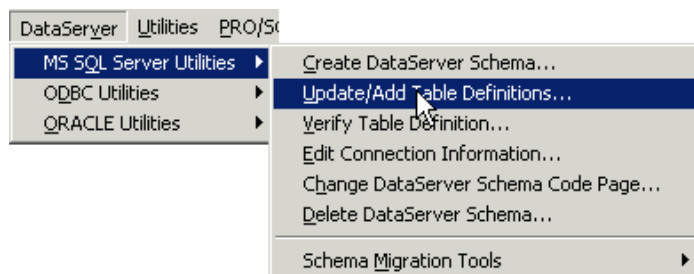 DataServer Utilities PRO/S
MS SQL Server Utilities
ODBC Utilities
ORACLE Utilities
Create DataServer Schema...
Update/Add Table Definitions...
Verify Table Definition...
Edit Connection Information...
Change DataServer Schema Code Page...
Delete DataServer Schema...
Schema Migration Tools